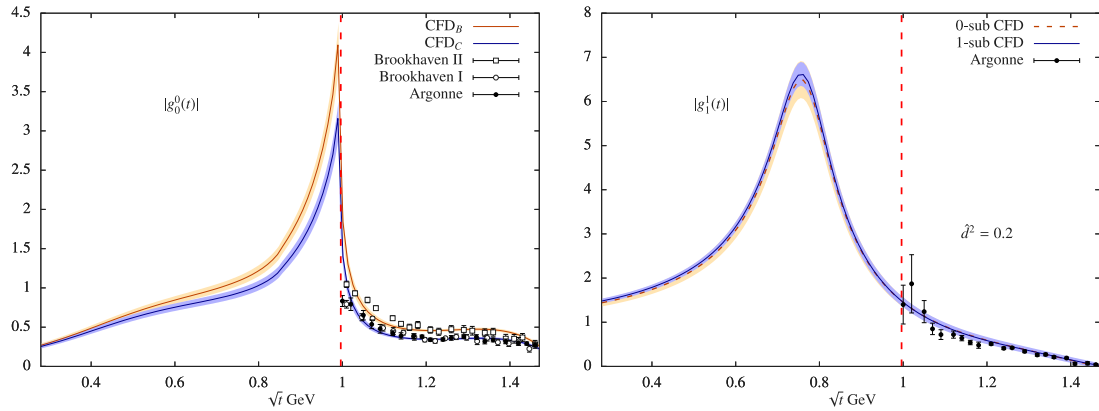 4.5
4
3.5
3
2.5
2
1.5
1
0.5
0
0.4
0.6
0.8
1
1.2
1.4
√t GeV
|g⁰₀(t)|
CFD_B
CFD_C
Brookhaven II
Brookhaven I
Argonne
8
7
6
5
4
3
2
1
0
0.4
0.6
0.8
1
1.2
1.4
√t GeV
|g¹₁(t)|
0-sub CFD
1-sub CFD
Argonne
d̂² = 0.2